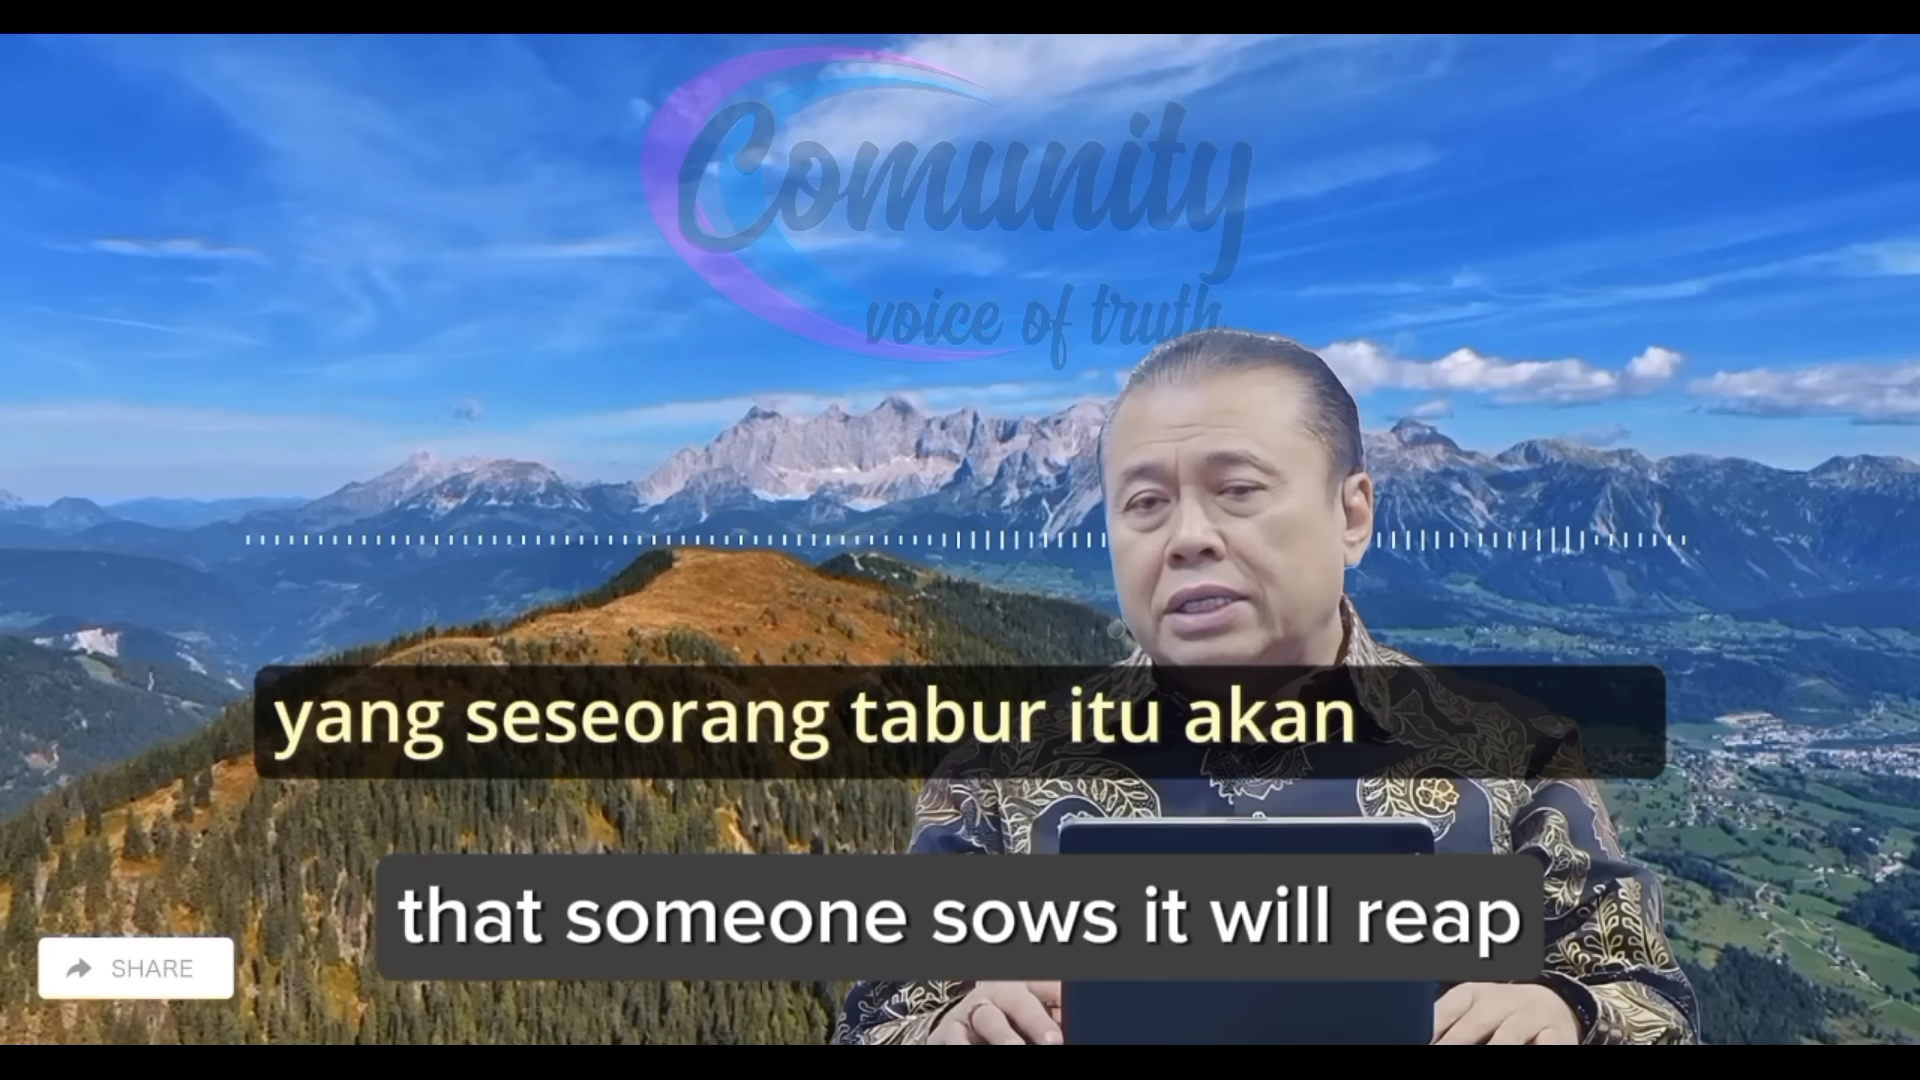 Comunity
voice of truth
yang seseorang tabur itu akan
that someone sows it will reap
SHARE